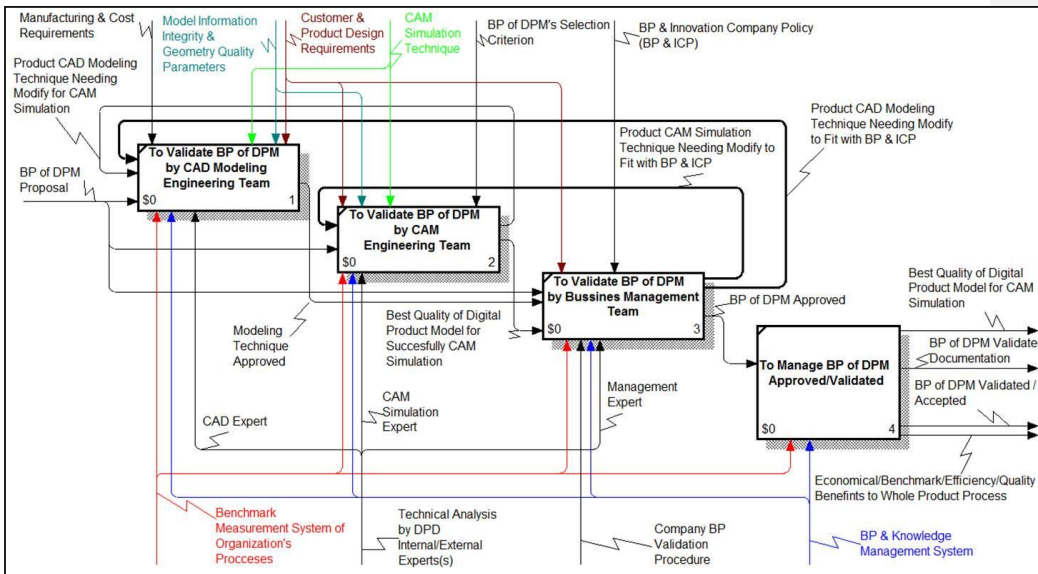 Manufacturing & Cost
Requirements
Model Information
Integrity &
Geometry Quality
Parameters
Customer &
Product Design
Requirements
CAM
Simulation
Technique
BP of DPM's Selection
Criterion
BP & Innovation Company Policy
(BP & ICP)
Product CAD Modeling
Technique Needing
Modify for CAM
Simulation
Product CAM Simulation
Technique Needing Modify to
Fit with BP & ICP
Product CAD Modeling
Technique Needing Modify
to Fit with BP & ICP
BP of DPM
Proposal
To Validate BP of DPM
by CAD Modeling
Engineering Team
$0
1
To Validate BP of DPM
by CAM
Engineering Team
$0
2
To Validate BP of DPM
by Bussines Management
Team
$0
3
BP of DPM Approved
To Manage BP of DPM
Approved/Validated
$0
4
Best Quality of Digital
Product Model for CAM
Simulation
BP of DPM Validate
Documentation
BP of DPM Validated /
Accepted
Economical/Benchmark/Efficiency/Quality
Benefints to Whole Product Process
Modeling
Technique
Approved
Best Quality of Digital
Product Model for
Succesfully CAM
Simulation
CAD Expert
CAM
Simulation
Expert
Management
Expert
Benchmark
Measurement System of
Organization's
Procceses
Technical Analysis
by DPD
Internal/External
Experts(s)
Company BP
Validation
Procedure
BP & Knowledge
Management System